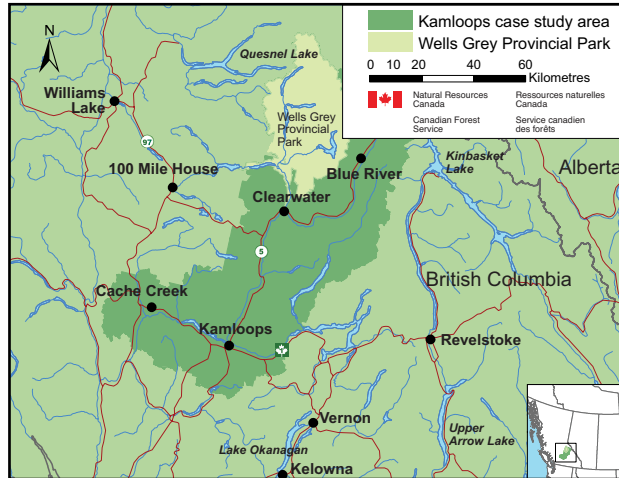 Kamloops case study area
Wells Grey Provincial Park
0 10 20 40 60
Kilometres
Natural Resources
Canada
Ressources naturelles
Canada
Canadian Forest
Service
Service canadien
des forêts
N
Quesnel Lake
Williams
Lake
97
Wells Grey
Provincial
Park
100 Mile House
Blue River
Kinbasket
Lake
Alberta
Clearwater
5
British Columbia
Cache Creek
Kamloops
1
Revelstoke
Vernon
Lake Okanagan
Upper
Arrow Lake
Kelowna